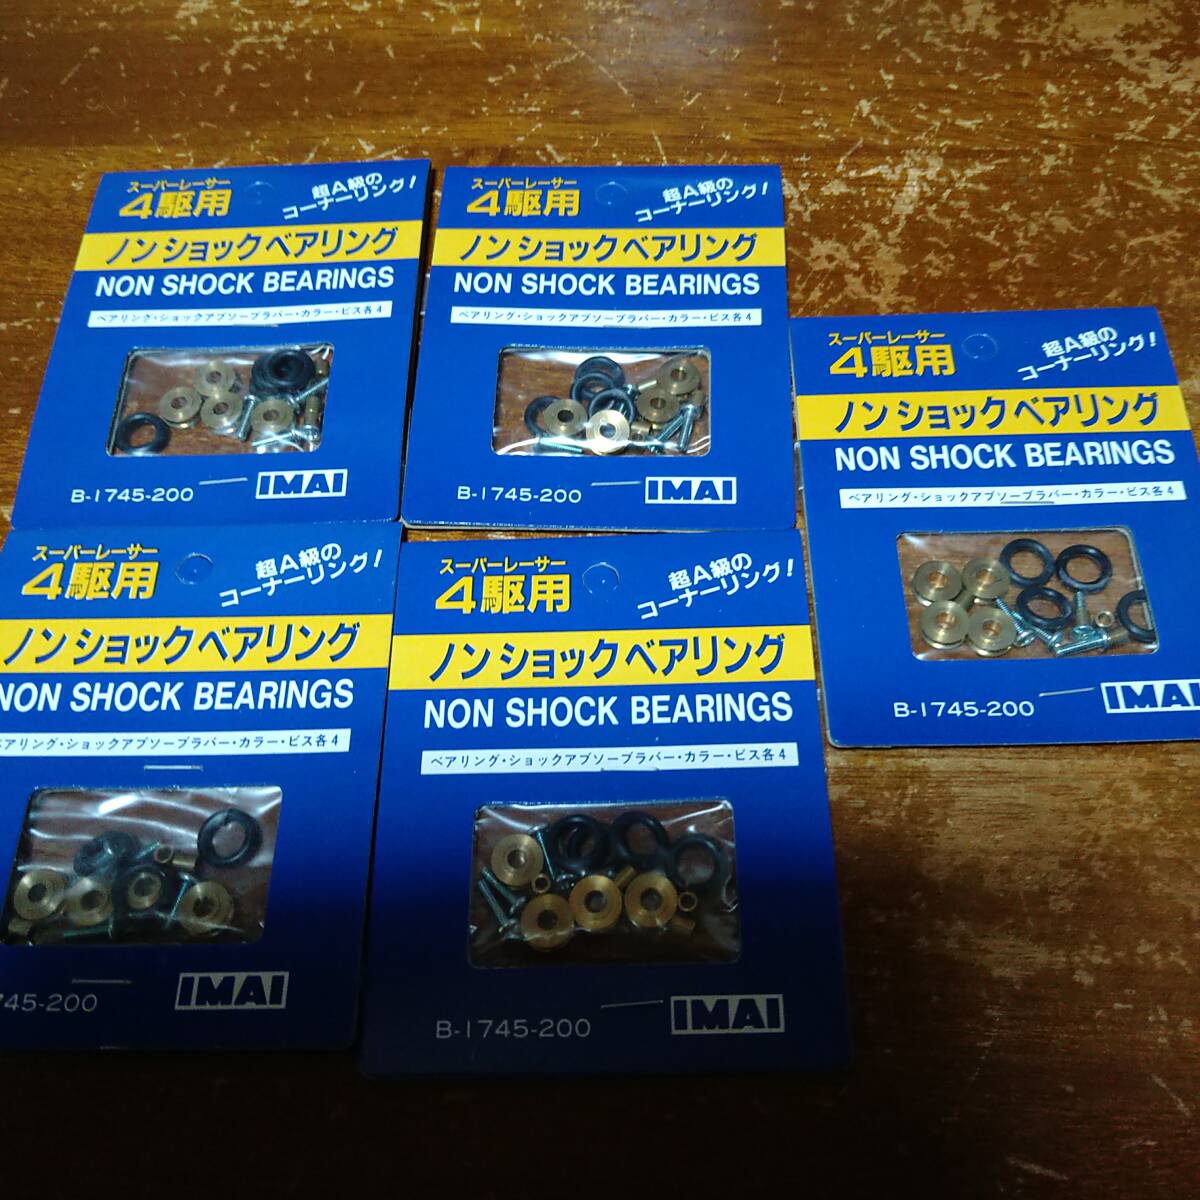 スーパーレーサー
4駆用
超A級の
コーナーリング!
ノンショックベアリング
NON SHOCK BEARINGS
ベアリング・ショックアブソーブラバー・カラー・ビス各4
B-1745-200
IMAI
スーパーレーサー
4駆用
超A級の
コーナーリング!
ノンショックベアリング
NON SHOCK BEARINGS
ベアリング・ショックアブソーブラバー・カラー・ビス各4
B-1745-200
IMAI
スーパーレーサー
4駆用
超A級の
コーナーリング!
ノンショックベアリング
NON SHOCK BEARINGS
ベアリング・ショックアブソーブラバー・カラー・ビス各4
B-1745-200
IMAI
スーパーレーサー
4駆用
超A級の
コーナーリング!
ノンショックベアリング
NON SHOCK BEARINGS
ベアリング・ショックアブソーブラバー・カラー・ビス各4
745-200
IMAI
スーパーレーサー
4駆用
超A級の
コーナーリング!
ノンショックベアリング
NON SHOCK BEARINGS
ベアリング・ショックアブソーブラバー・カラー・ビス各4
B-1745-200
IMAI